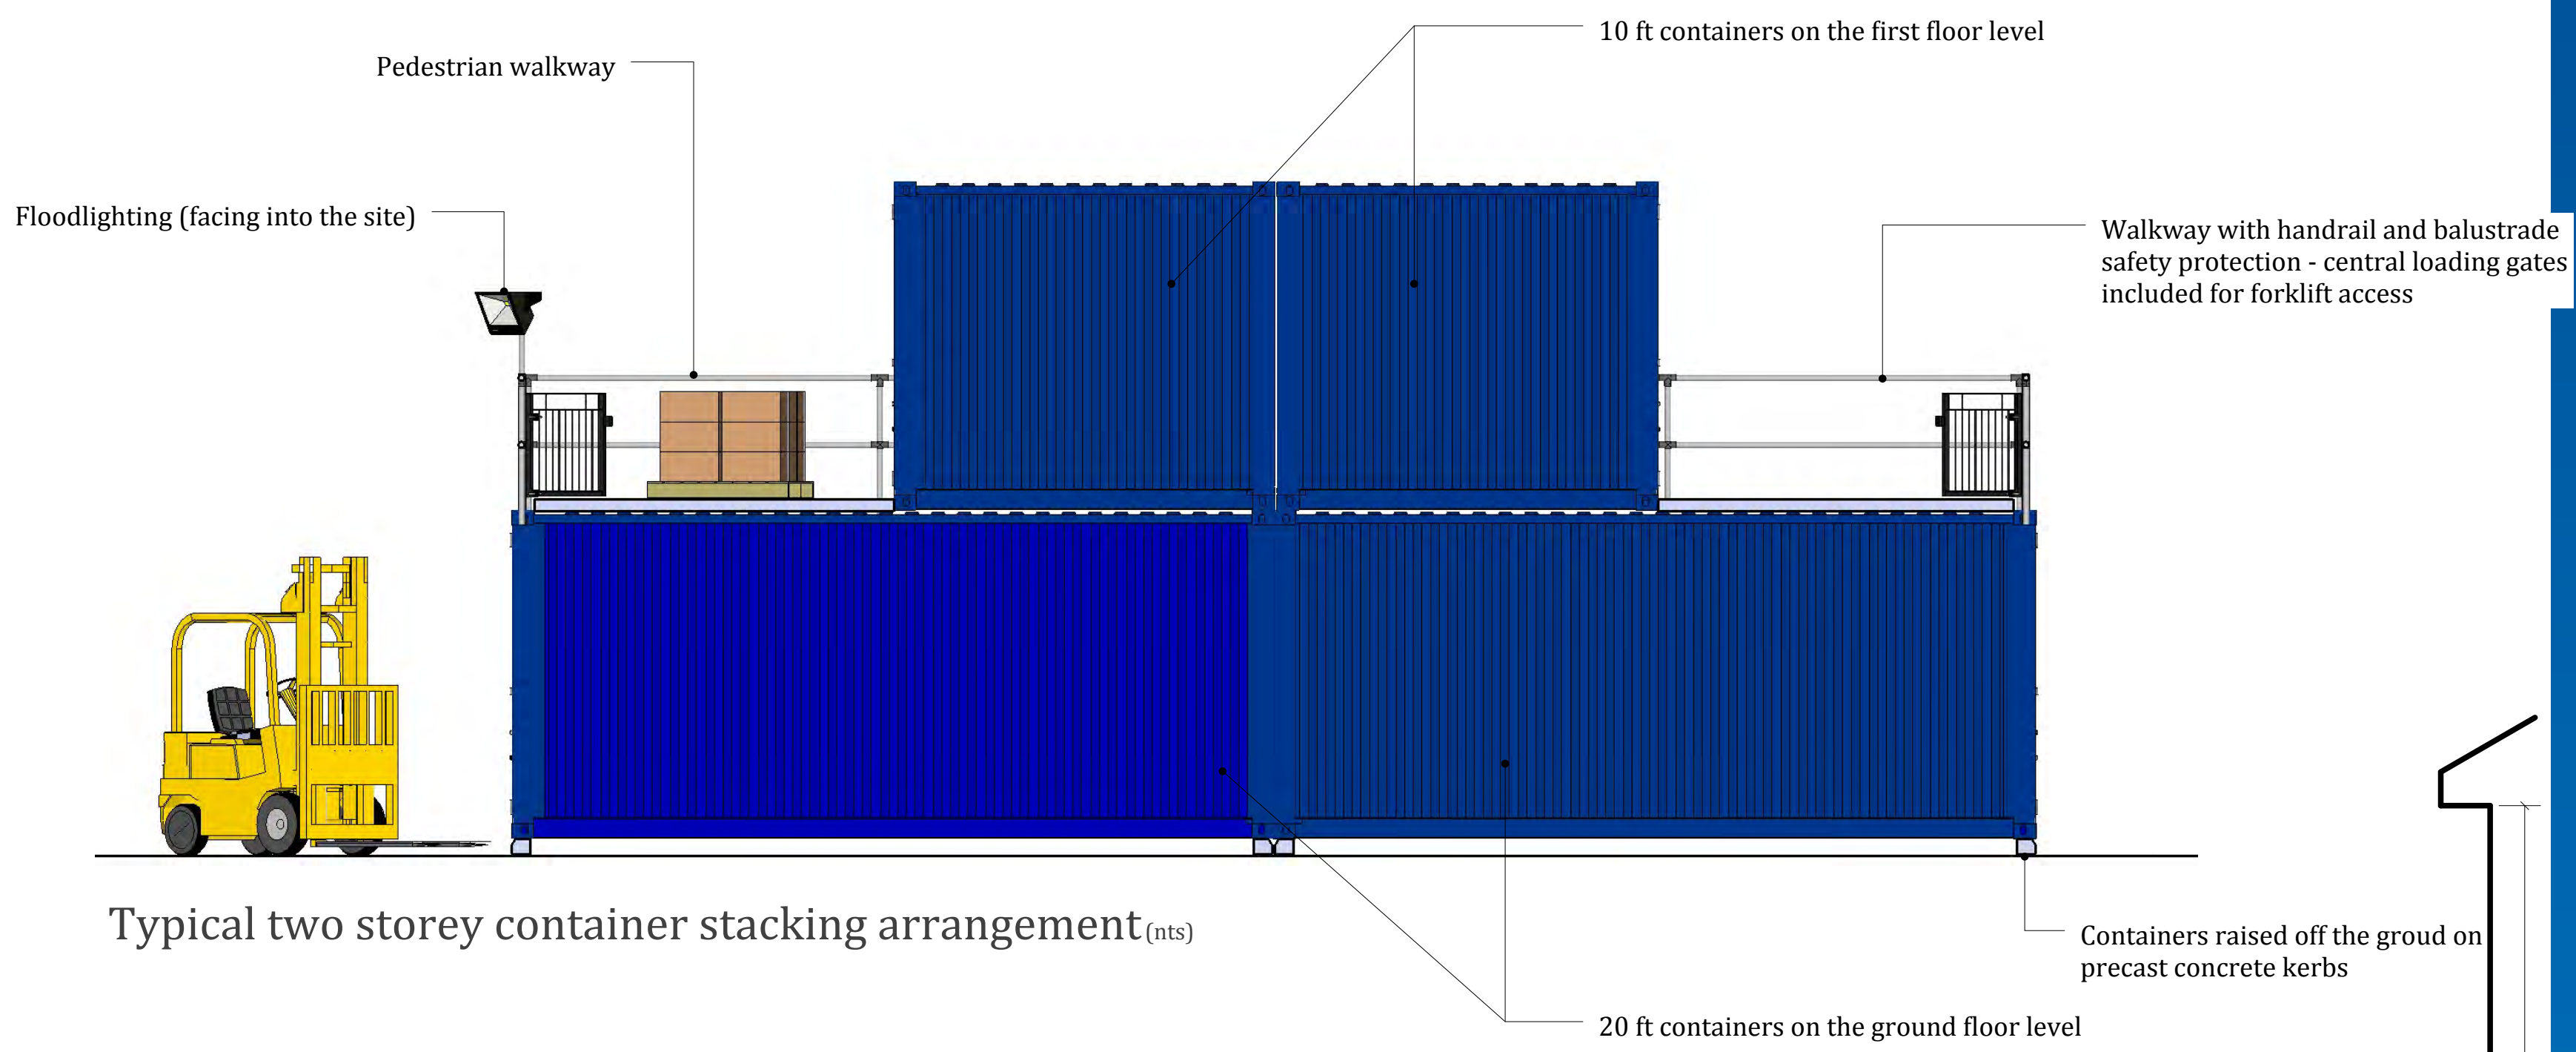 10 ft containers on the first floor level
Pedestrian walkway
Floodlighting (facing into the site)
Walkway with handrail and balustrade
safety protection - central loading gates
included for forklift access
Typical two storey container stacking arrangement (nts)
Containers raised off the groud on
precast concrete kerbs
20 ft containers on the ground floor level